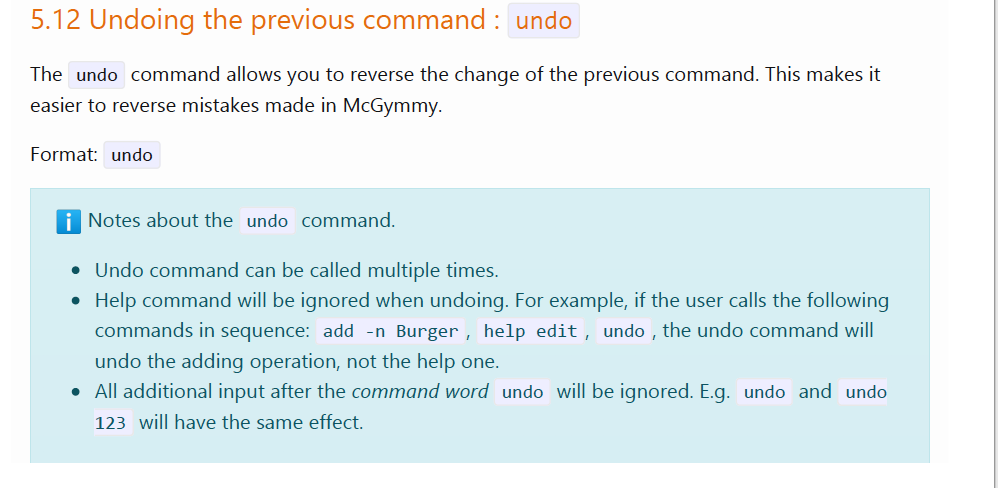 5.12 Undoing the previous command : undo
The undo command allows you to reverse the change of the previous command. This makes it
easier to reverse mistakes made in McGymmy.
Format: undo
Notes about the undo command.
• Undo command can be called multiple times.
• Help command will be ignored when undoing. For example, if the user calls the following
commands in sequence: add -n Burger , help edit , undo , the undo command will
undo the adding operation, not the help one.
• All additional input after the command word undo will be ignored. E.g. undo and undo
123 will have the same effect.